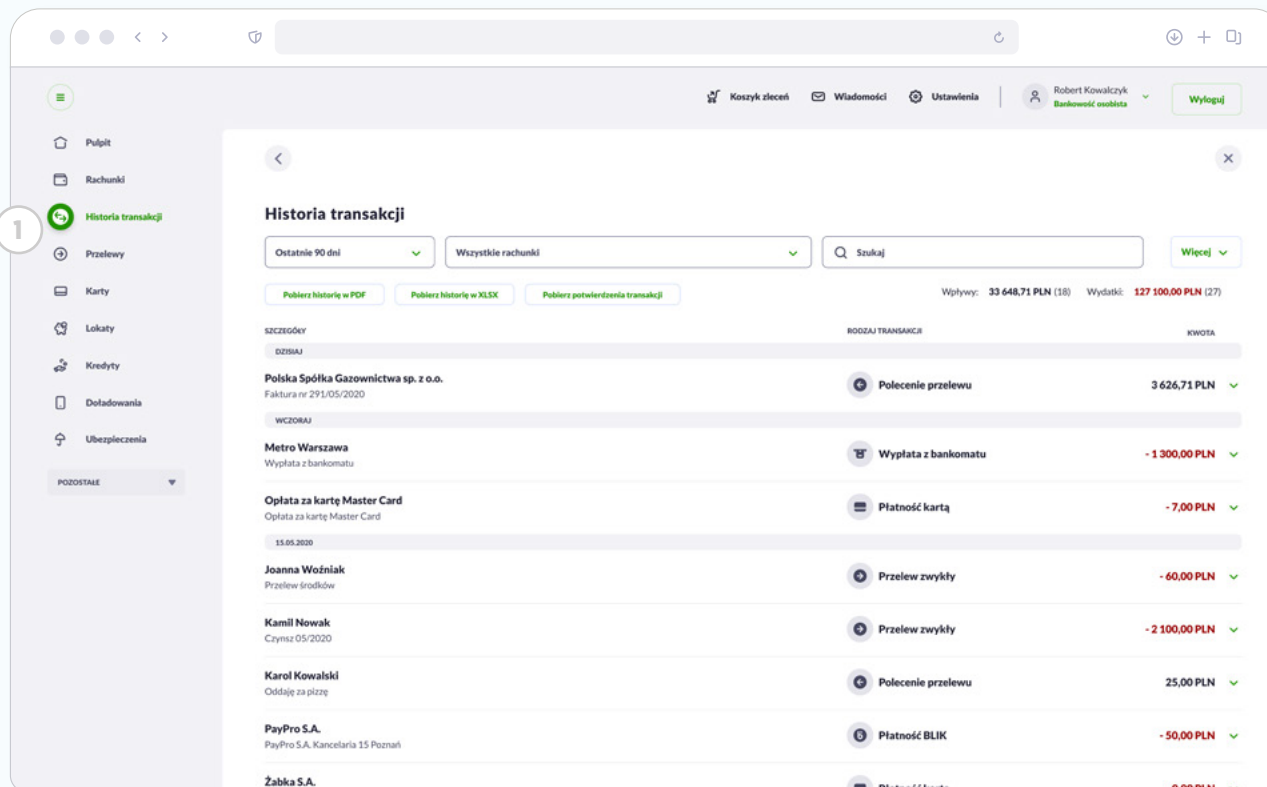 Koszyk zleceń Wiadomości Ustawienia Robert Kowalczyk
Bankowość osobista
Wyloguj
Pulpit
Rachunki
1 Historia transakcji
Przelewy
Karty
Lokaty
Kredyty
Doładowania
Ubezpieczenia
POZOSTAŁE
Historia transakcji
Ostatnie 90 dni Wszystkie rachunki Szukaj Więcej
Pobierz historię w PDF Pobierz historię w XLSX Pobierz potwierdzenia transakcji Wpływy: 33 648,71 PLN (18) Wydatki: 127 100,00 PLN (27)
SZCZEGÓŁY RODZAJ TRANSAKCJI KWOTA
DZISIAJ
Polska Spółka Gazownictwa sp. z o.o. Polecenie przelewu 3 626,71 PLN
Faktura nr 291/05/2020
WCZORAJ
Metro Warszawa Wypłata z bankomatu - 1 300,00 PLN
Wypłata z bankomatu
Opłata za kartę Master Card Płatność kartą - 7,00 PLN
Opłata za kartę Master Card
15.05.2020
Joanna Woźniak Przelew zwykły - 60,00 PLN
Przelew środków
Kamil Nowak Przelew zwykły - 2 100,00 PLN
Czynsz 05/2020
Karol Kowalski Polecenie przelewu 25,00 PLN
Oddaję za pizzę
PayPro S.A. Płatność BLIK - 50,00 PLN
PayPro S.A. Kancelaria 15 Poznań
Żabka S.A.